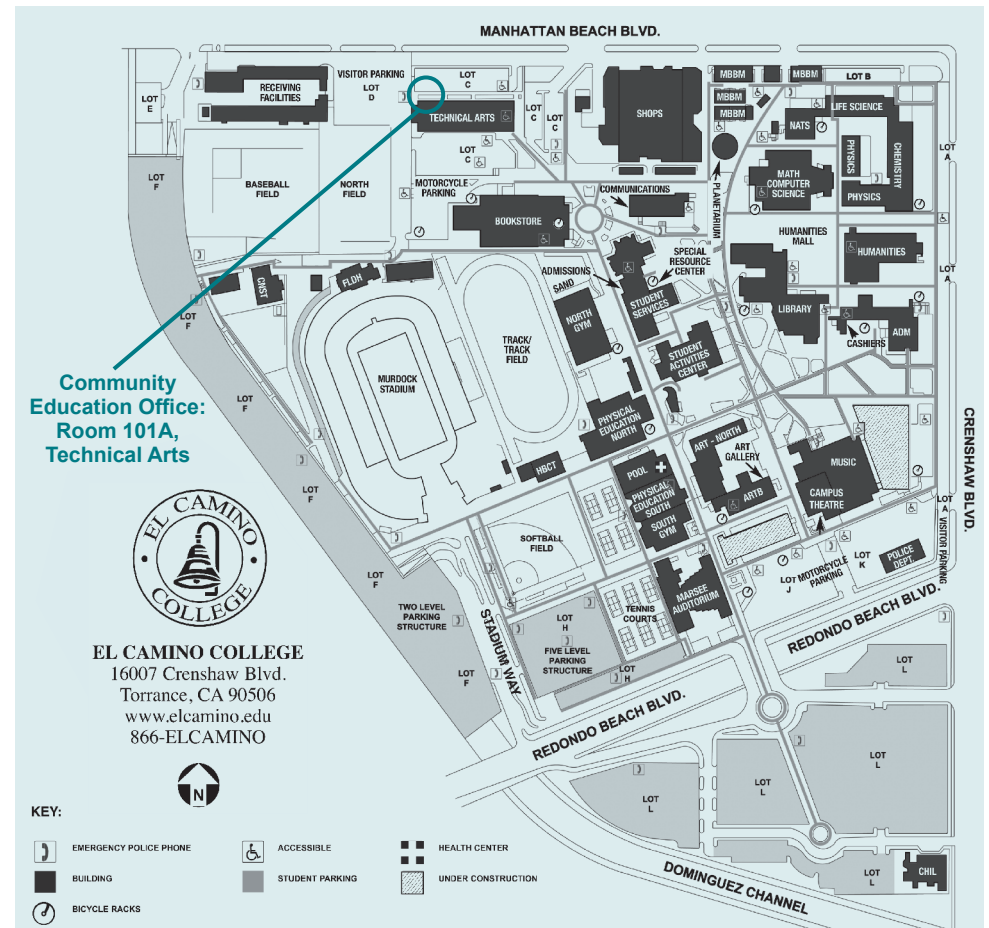 MANHATTAN BEACH BLVD.
LOT
E
RECEIVING
FACILITIES
VISITOR PARKING
LOT
D
LOT
C
TECHNICAL ARTS
LOT
C
LOT
C
LOT
C
SHOPS
MBBM
MBBM
LOT B
MBBM
MBBM
LIFE SCIENCE
NATS
PHYSICS
CHEMISTRY
PHYSICS
LOT
A
MATH
COMPUTER
SCIENCE
PLANETARIUM
LOT
F
BASEBALL
FIELD
NORTH
FIELD
MOTORCYCLE
PARKING
BOOKSTORE
COMMUNICATIONS
HUMANITIES
MALL
HUMANITIES
LOT
A
SPECIAL
RESOURCE
CENTER
ADMISSIONS
SAND
STUDENT
SERVICES
NORTH
GYM
LIBRARY
CASHIERS
ADM
CNST
FLDH
LOT
F
TRACK/
TRACK
FIELD
STUDENT
ACTIVITIES
CENTER
MURDOCK
STADIUM
Community
Education Office:
Room 101A,
Technical Arts
LOT
F
PHYSICAL
EDUCATION
NORTH
ART - NORTH
ART
GALLERY
ARTB
MUSIC
CAMPUS
THEATRE
CRENSHAW BLVD.
HBCT
POOL
PHYSICAL
EDUCATION
SOUTH
SOUTH
GYM
LOT
F
LOT
A
VISITOR PARKING
SOFTBALL
FIELD
LOT
J
MOTORCYCLE
PARKING
LOT
K
POLICE
DEPT
EL CAMINO
COLLEGE
LOT
F
TWO LEVEL
PARKING
STRUCTURE
STADIUM WAY
LOT
H
FIVE LEVEL
PARKING
STRUCTURE
TENNIS
COURTS
MARSEE
AUDITORIUM
REDONDO BEACH BLVD.
LOT
F
LOT
H
LOT
L
EL CAMINO COLLEGE
16007 Crenshaw Blvd.
Torrance, CA 90506
www.elcamino.edu
866-ELCAMINO
REDONDO BEACH BLVD.
N
LOT
L
LOT
L
LOT
L
DOMINGUEZ CHANNEL
LOT
L
CHIL
KEY:
EMERGENCY POLICE PHONE
ACCESSIBLE
HEALTH CENTER
BUILDING
STUDENT PARKING
UNDER CONSTRUCTION
BICYCLE RACKS